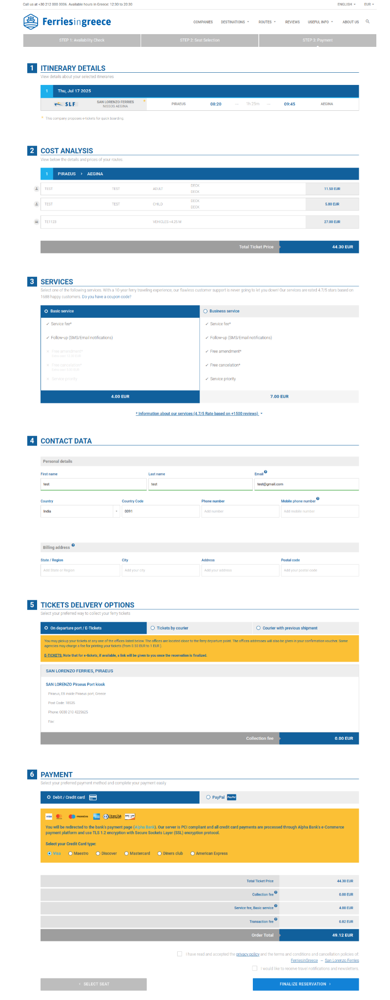 Call us at +30 212 000 3006. Available hours in Greece: 12:30 to 20:30
ENGLISH
EUR
Ferriesingreece
COMPANIES
DESTINATIONS
ROUTES
REVIEWS
USEFUL INFO
ABOUT US
STEP 1: Availability Check
STEP 2: Seat Selection
STEP 3: Payment
1 ITINERARY DETAILS
View details about your selected itineraries
1 Thu, Jul 17 2025
SLF
SAN LORENZO FERRIES *
NISSOS AEGINA
PIRAEUS 08:20 ··· 1h 25m ··· 09:45 AEGINA
* This company proposes e-tickets for quick boarding.
2 COST ANALYSIS
View below the details and prices of your routes.
1 PIRAEUS › AEGINA
TEST TEST ADULT DECK
DECK
11.50 EUR
TEST TEST CHILD DECK
DECK
5.80 EUR
TE1123 VEHICLES <4.25 M 27.00 EUR
Total Ticket Price 44.30 EUR
3 SERVICES
Select one of the following services. With a 10-year ferry traveling experience, our flawless customer support is never going to let you down! Our services are rated 4.7/5 stars based on
1688 happy customers. Do you have a coupon code?
Basic service
✓ Service fee*
✓ Follow-up (SMS/Email notifications)
× Free amendment*
× Free cancelation*
× Service priority
4.00 EUR
Business service
✓ Service fee*
✓ Follow-up (SMS/Email notifications)
✓ Free amendment*
✓ Free cancelation*
✓ Service priority
7.00 EUR
* Information about our services (4.7/5 Rate based on +1500 reviews)
4 CONTACT DATA
Personal details
First name
Last name
Email ?
test
test
test@gmail.com
Country
Country Code
Phone number
Mobile phone number ?
India
0091
Add number
Add mobile number
Billing address ?
State / Region
City
Address
Postal code
Add State or Region
Add your city
Add your address
Add your postal code
5 TICKETS DELIVERY OPTIONS
Select your preferred way to collect your ferry tickets
On departure port / E-Tickets
Tickets by courier
Courier with previous shipment
You may pickup your tickets at any one of the offices listed below. The offices are located close to the ferry departure point. The offices addresses will also be given in your confirmation voucher. Some
agencies may charge a fee for printing your tickets (from 0.50 EUR to 1 EUR ).
E-TICKETS: Note that for e-tickets, if available, a link will be given to you once the reservation is finalized.
SAN LORENZO FERRIES, PIRAEUS
SAN LORENZO Piraeus Port kiosk
Piraeus, E8 inside Piraeus port, Greece
Post Code: 18535
Phone: 0030 210 4225625
Fax:
Collection fee 0.00 EUR
6 PAYMENT
Select your preferred payment method and complete your payment easily
Debit / Credit card
PayPal PayPal
VISA maestro Diners Club INTERNATIONAL DISCOVER
You will be redirected to the bank's payment page (Alpha Bank). Our server is PCI compliant and all credit card payments are processed through Alpha Bank's e-Commerce
payment platform and use TLS 1.2 encryption with Secure Sockets Layer (SSL) encryption protocol.
Select your Credit Card type:
Visa
Maestro
Discover
Mastercard
Diners club
American Express
Total Ticket Price 44.30 EUR
Collection fee ? 0.00 EUR
Service fee, Basic service ? 4.00 EUR
Transaction fee ? 0.82 EUR
Order Total 49.12 EUR
I have read and accepted the privacy policy and the terms and conditions and cancellation policies of:
FerriesinGreece – San Lorenzo Ferries
I would like to receive travel notifications and newsletters.
‹ SELECT SEAT
FINALIZE RESERVATION ›